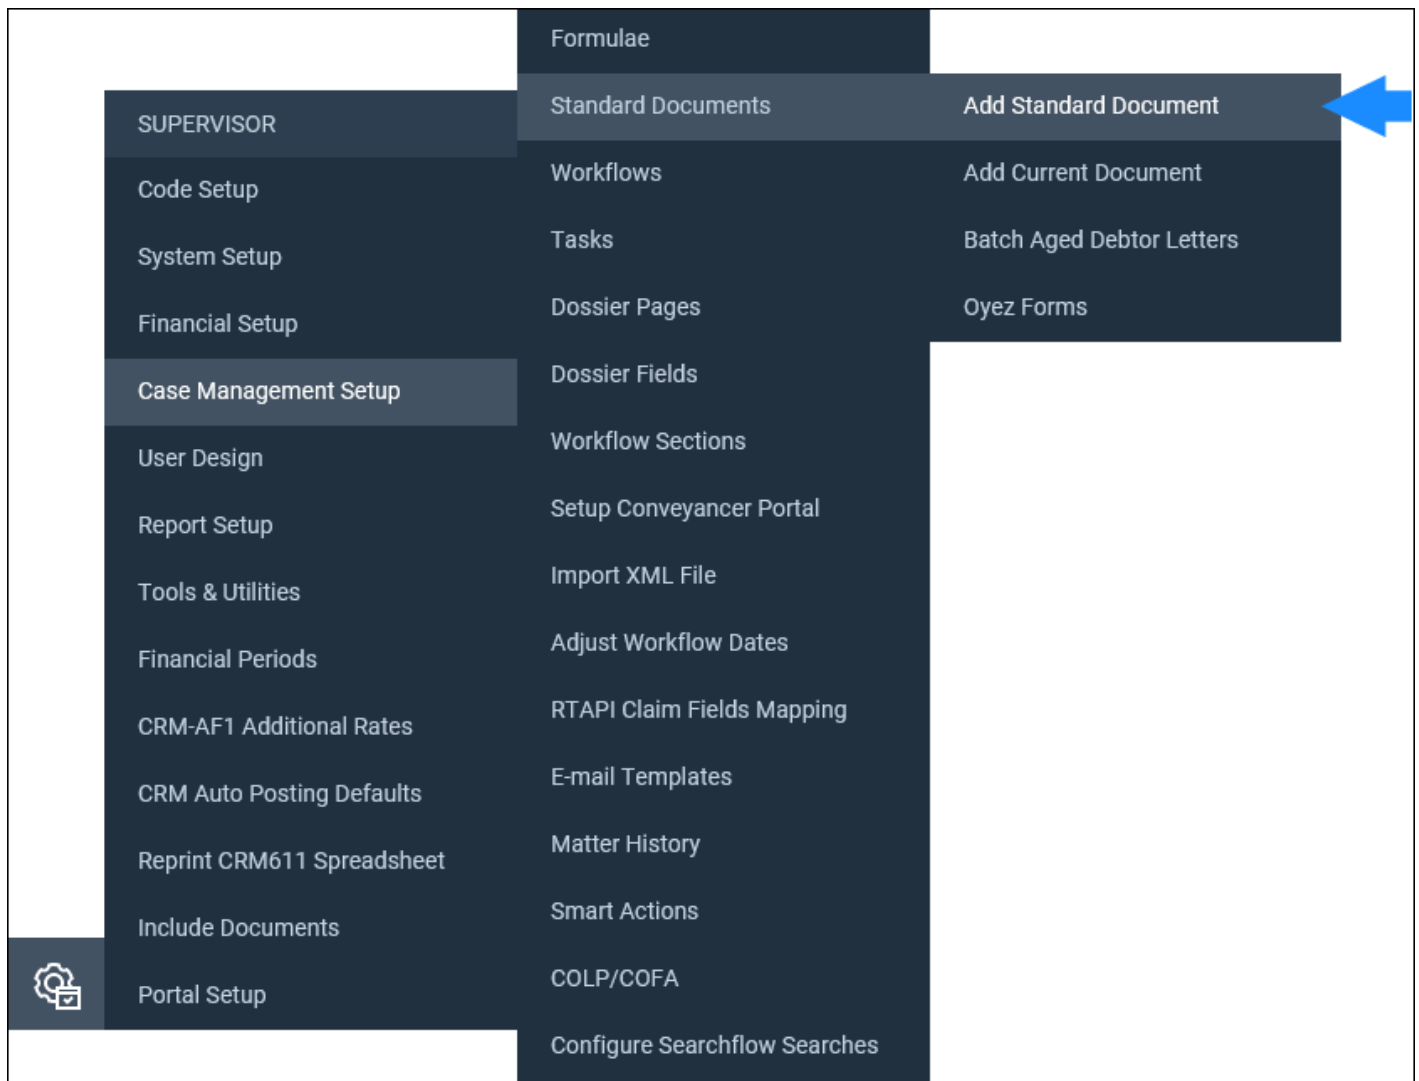 SUPERVISOR
Code Setup
System Setup
Financial Setup
Case Management Setup
User Design
Report Setup
Tools & Utilities
Financial Periods
CRM-AF1 Additional Rates
CRM Auto Posting Defaults
Reprint CRM611 Spreadsheet
Include Documents
Portal Setup
Formulae
Standard Documents
Workflows
Tasks
Dossier Pages
Dossier Fields
Workflow Sections
Setup Conveyancer Portal
Import XML File
Adjust Workflow Dates
RTAPI Claim Fields Mapping
E-mail Templates
Matter History
Smart Actions
COLP/COFA
Configure Searchflow Searches
Add Standard Document
Add Current Document
Batch Aged Debtor Letters
Oyez Forms